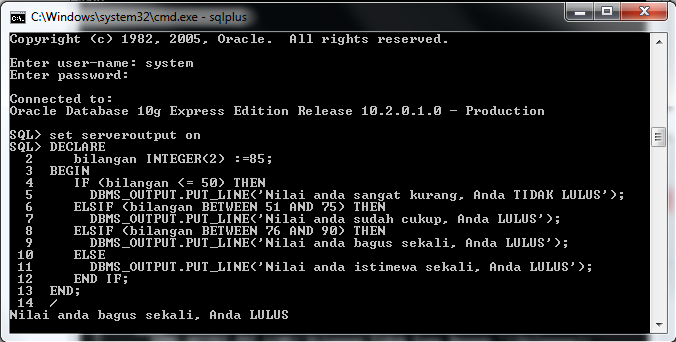 C:\Windows\system32\cmd.exe - sqlplus
Copyright (c) 1982, 2005, Oracle.  All rights reserved.
Enter user-name: system
Enter password:
Connected to:
Oracle Database 10g Express Edition Release 10.2.0.1.0 - Production
SQL> set serveroutput on
SQL> DECLARE
  2     bilangan INTEGER(2) :=85;
  3  BEGIN
  4     IF (bilangan <= 50) THEN
  5       DBMS_OUTPUT.PUT_LINE('Nilai anda sangat kurang, Anda TIDAK LULUS');
  6     ELSIF (bilangan BETWEEN 51 AND 75) THEN
  7       DBMS_OUTPUT.PUT_LINE('Nilai anda sudah cukup, Anda LULUS');
  8     ELSIF (bilangan BETWEEN 76 AND 90) THEN
  9       DBMS_OUTPUT.PUT_LINE('Nilai anda bagus sekali, Anda LULUS');
 10     ELSE
 11       DBMS_OUTPUT.PUT_LINE('Nilai anda istimewa sekali, Anda LULUS');
 12     END IF;
 13  END;
 14  /
Nilai anda bagus sekali, Anda LULUS